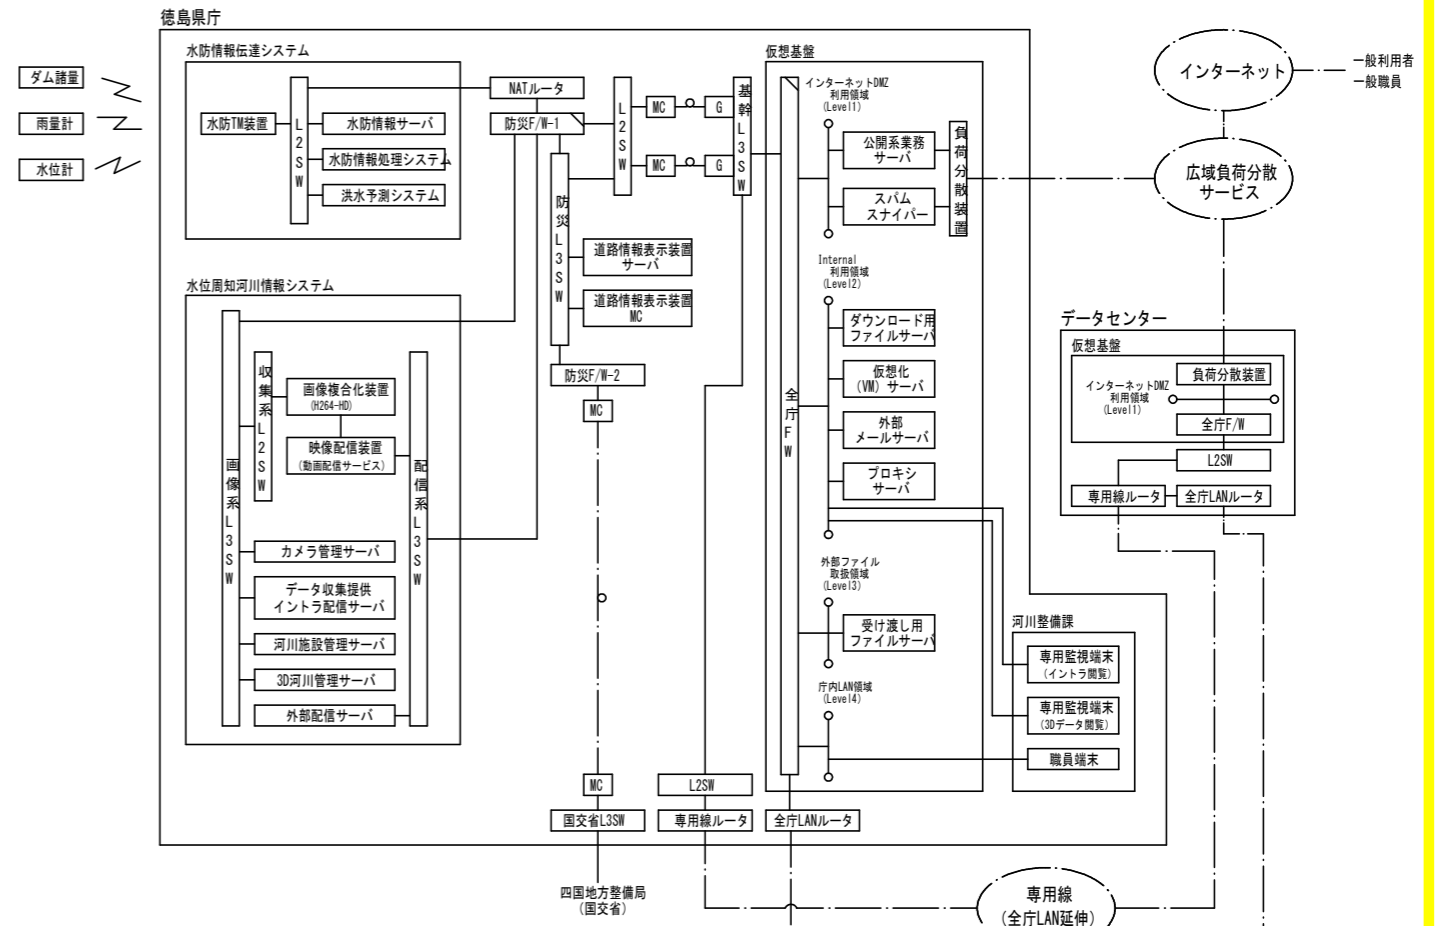 徳島県庁
水防情報伝達システム
ダム諸量
雨量計
水位計
水防TM装置
L2SW
水防情報サーバ
水防情報処理システム
洪水予測システム
NATルータ
防災F/W-1
L2SW
MC
G
MC
G
基幹L3SW
防災L3SW
道路情報表示装置
サーバ
道路情報表示装置
MC
防災F/W-2
MC
水位周知河川情報システム
画像系L3SW
収集系L2SW
画像複合化装置
(H264-HD)
映像配信装置
(動画配信サービス)
配信系L3SW
カメラ管理サーバ
データ収集提供
イントラ配信サーバ
河川施設管理サーバ
3D河川管理サーバ
外部配信サーバ
MC
国交省L3SW
四国地方整備局
(国交省)
L2SW
専用線ルータ
全庁LANルータ
仮想基盤
全庁FW
インターネットDMZ
利用領域
(Level1)
公開系業務
サーバ
スパム
スナイパー
負荷分散装置
Internal
利用領域
(Level2)
ダウンロード用
ファイルサーバ
仮想化
(VM) サーバ
外部
メールサーバ
プロキシ
サーバ
外部ファイル
取扱領域
(Level3)
受け渡し用
ファイルサーバ
庁内LAN領域
(Level4)
河川整備課
専用監視端末
(イントラ閲覧)
専用監視端末
(3Dデータ閲覧)
職員端末
インターネット
一般利用者
一般職員
広域負荷分散
サービス
データセンター
仮想基盤
負荷分散装置
インターネットDMZ
利用領域
(Level1)
全庁F/W
L2SW
専用線ルータ
全庁LANルータ
専用線
(全庁LAN延伸)